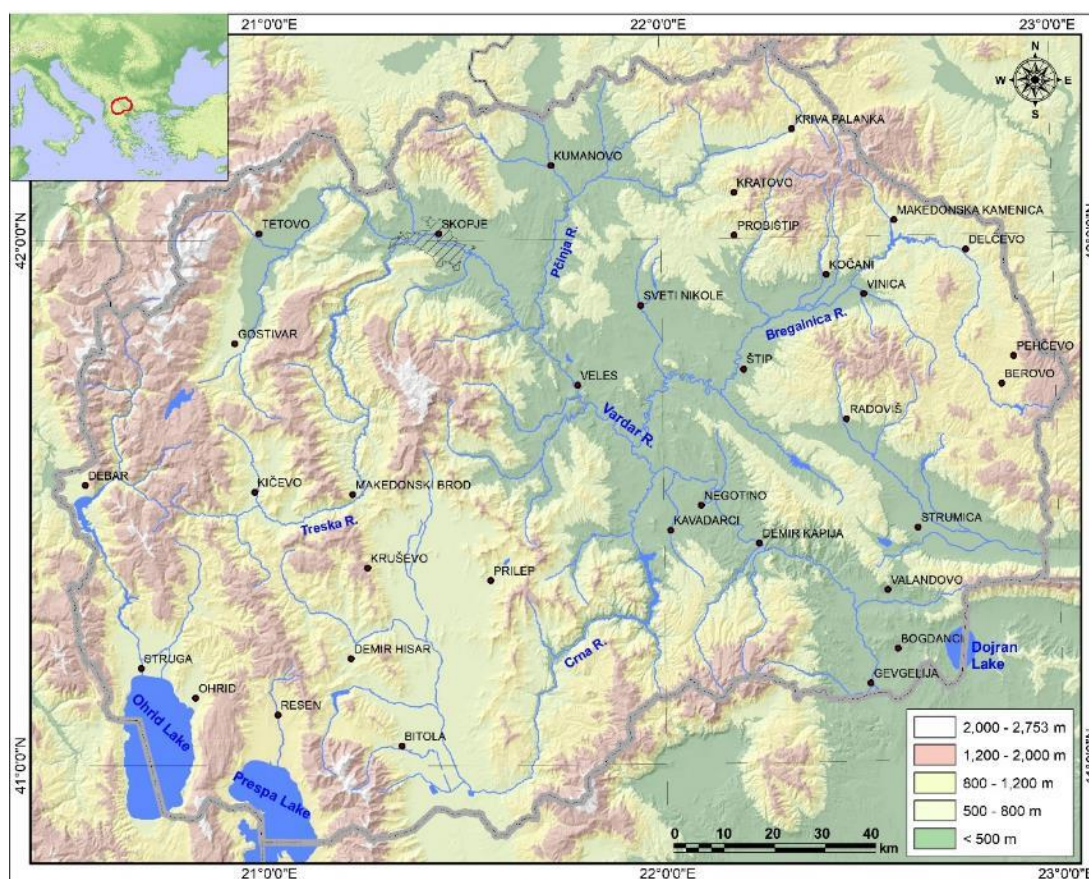 21°0'0"E
22°0'0"E
23°0'0"E
N
W
E
S
KRIVA PALANKA
KUMANOVO
KRATOVO
MAKEDONSKA KAMENICA
TETOVO
SKOPJE
PROBIŠTIP
42°0'0"N
DELČEVO
Pčinja R.
KOČANI
VINICA
SVETI NIKOLE
Bregalnica R.
GOSTIVAR
PEHČEVO
ŠTIP
VELES
BEROVO
Vardar R.
RADOVIŠ
DEBAR
KIČEVO
MAKEDONSKI BROD
NEGOTINO
Treska R.
KAVADARCI
STRUMICA
DEMIR KAPIJA
KRUŠEVO
PRILEP
VALANDOVO
Crna R.
BOGDANCI
Dojran
Lake
STRUGA
DEMIR HISAR
GEVGELIJA
OHRID
Ohrid Lake
RESEN
BITOLA
2,000 - 2,753 m
1,200 - 2,000 m
800 - 1,200 m
500 - 800 m
< 500 m
41°0'0"N
Prespa Lake
0
10
20
30
40
km
21°0'0"E
22°0'0"E
23°0'0"E